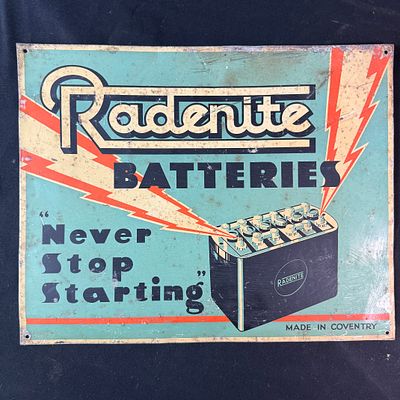 Radenite
BATTERIES
"Never
Stop
Starting"
RADENITE
MADE IN COVENTRY